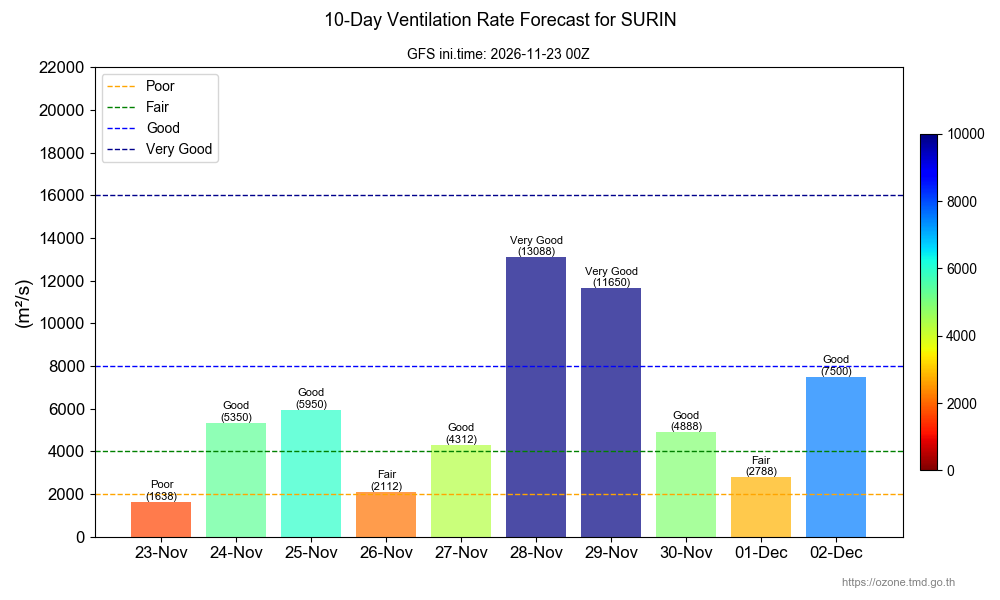 10-Day Ventilation Rate Forecast for SURIN
GFS ini.time: 2026-11-23 00Z
(m²/s)
22000
20000
18000
16000
14000
12000
10000
8000
6000
4000
2000
0
Poor
Fair
Good
Very Good
Poor
(1638)
Good
(5350)
Good
(5950)
Fair
(2112)
Good
(4312)
Very Good
(13088)
Very Good
(11650)
Good
(4888)
Fair
(2788)
Good
(7500)
23-Nov 24-Nov 25-Nov 26-Nov 27-Nov 28-Nov 29-Nov 30-Nov 01-Dec 02-Dec
10000
8000
6000
4000
2000
0
https://ozone.tmd.go.th